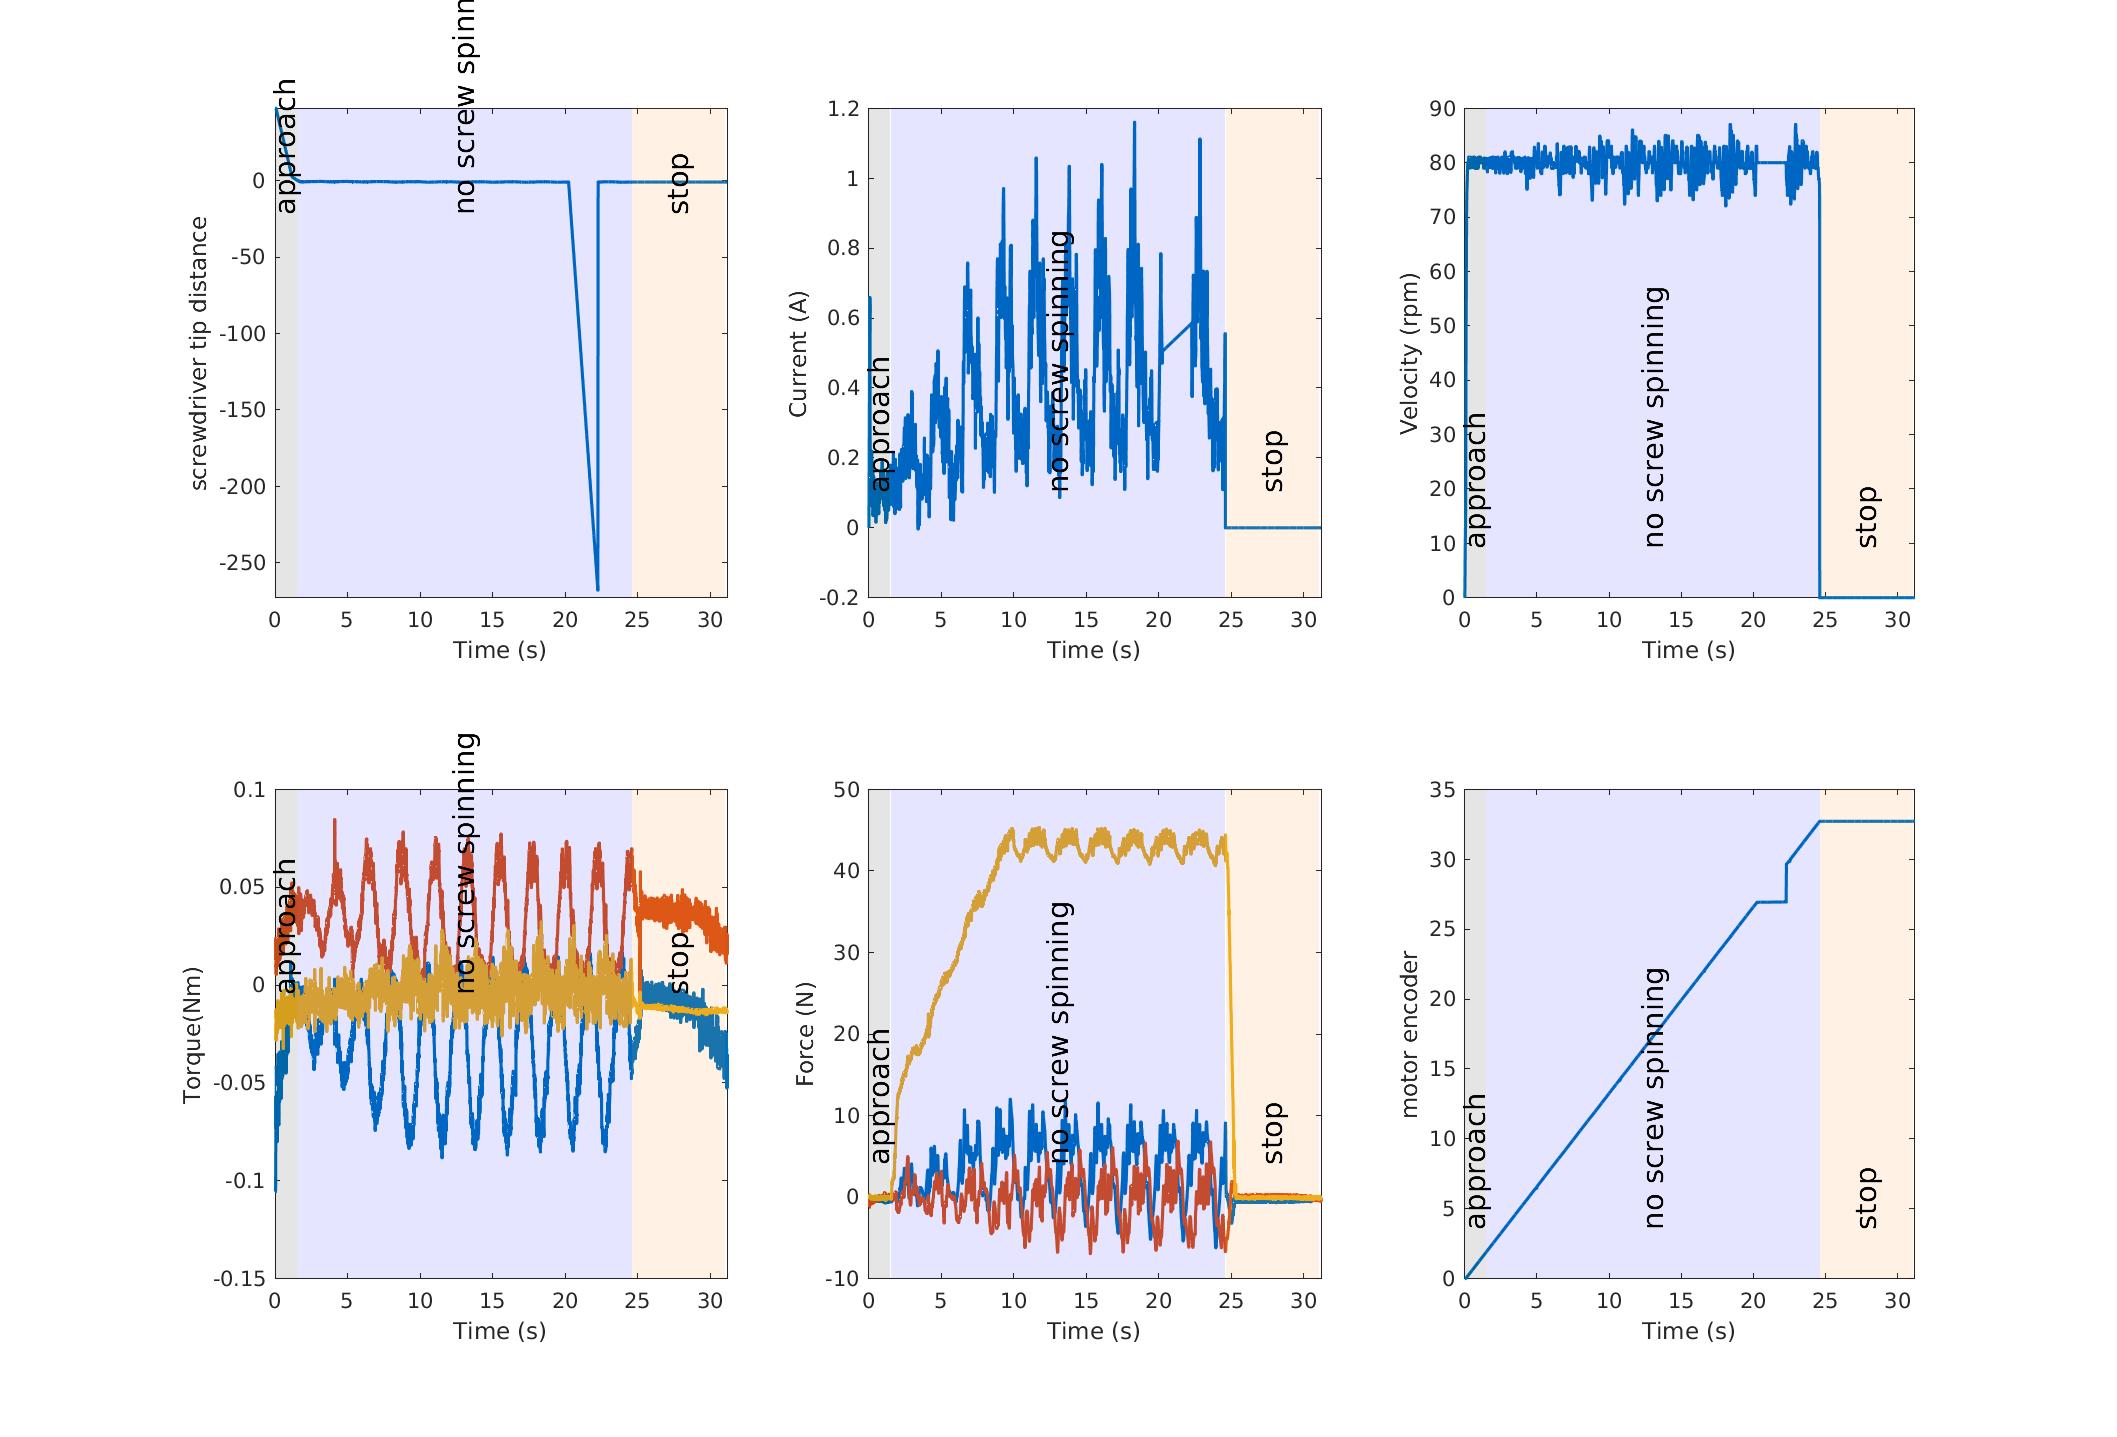 approach
no screw spinn
stop
0
-50
-100
-150
-200
-250
screwdriver tip distance
0 5 10 15 20 25 30
Time (s)
1.2
1
0.8
0.6
0.4
0.2
0
-0.2
Current (A)
approach
no screw spinning
stop
0 5 10 15 20 25 30
Time (s)
90
80
70
60
50
40
30
20
10
0
Velocity (rpm)
approach
no screw spinning
stop
0 5 10 15 20 25 30
Time (s)
0.1
0.05
0
-0.05
-0.1
-0.15
Torque(Nm)
approach
no screw spinning
stop
0 5 10 15 20 25 30
Time (s)
50
40
30
20
10
0
-10
Force (N)
approach
no screw spinning
stop
0 5 10 15 20 25 30
Time (s)
35
30
25
20
15
10
5
0
motor encoder
approach
no screw spinning
stop
0 5 10 15 20 25 30
Time (s)